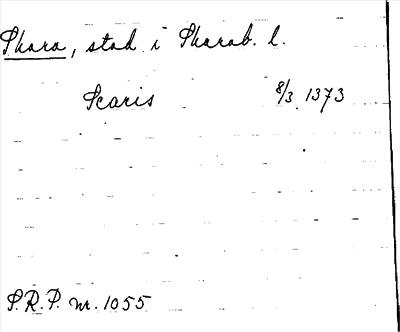 Skara, stad i Skarab. l.
Scaris 8/3 1373
S.R.P. nr. 1055